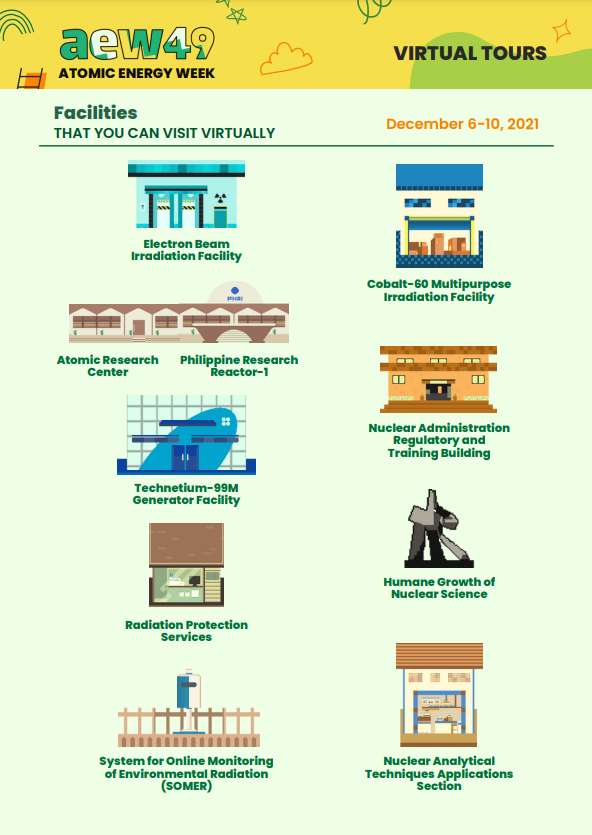 aew49
ATOMIC ENERGY WEEK
VIRTUAL TOURS
Facilities
THAT YOU CAN VISIT VIRTUALLY
December 6-10, 2021
Electron Beam
Irradiation Facility
Cobalt-60 Multipurpose
Irradiation Facility
PNRI
Atomic Research
Center
Philippine Research
Reactor-1
Nuclear Administration
Regulatory and
Training Building
Technetium-99M
Generator Facility
Humane Growth of
Nuclear Science
Radiation Protection
Services
System for Online Monitoring
of Environmental Radiation
(SOMER)
Nuclear Analytical
Techniques Applications
Section